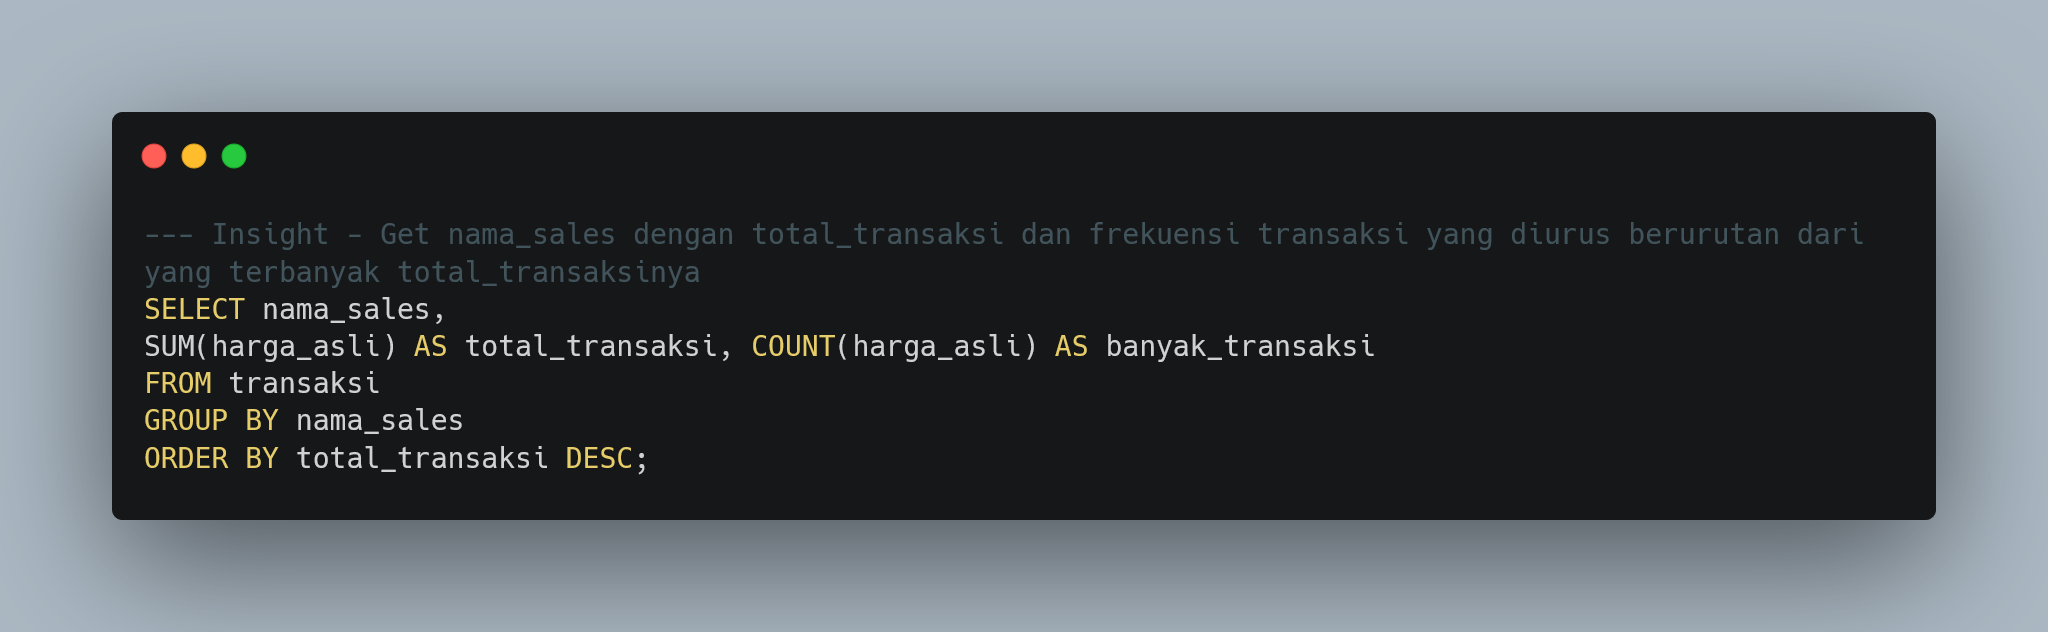 --- Insight - Get nama_sales dengan total_transaksi dan frekuensi transaksi yang diurus berurutan dari
yang terbanyak total_transaksinya
SELECT nama_sales,
SUM(harga_asli) AS total_transaksi, COUNT(harga_asli) AS banyak_transaksi
FROM transaksi
GROUP BY nama_sales
ORDER BY total_transaksi DESC;